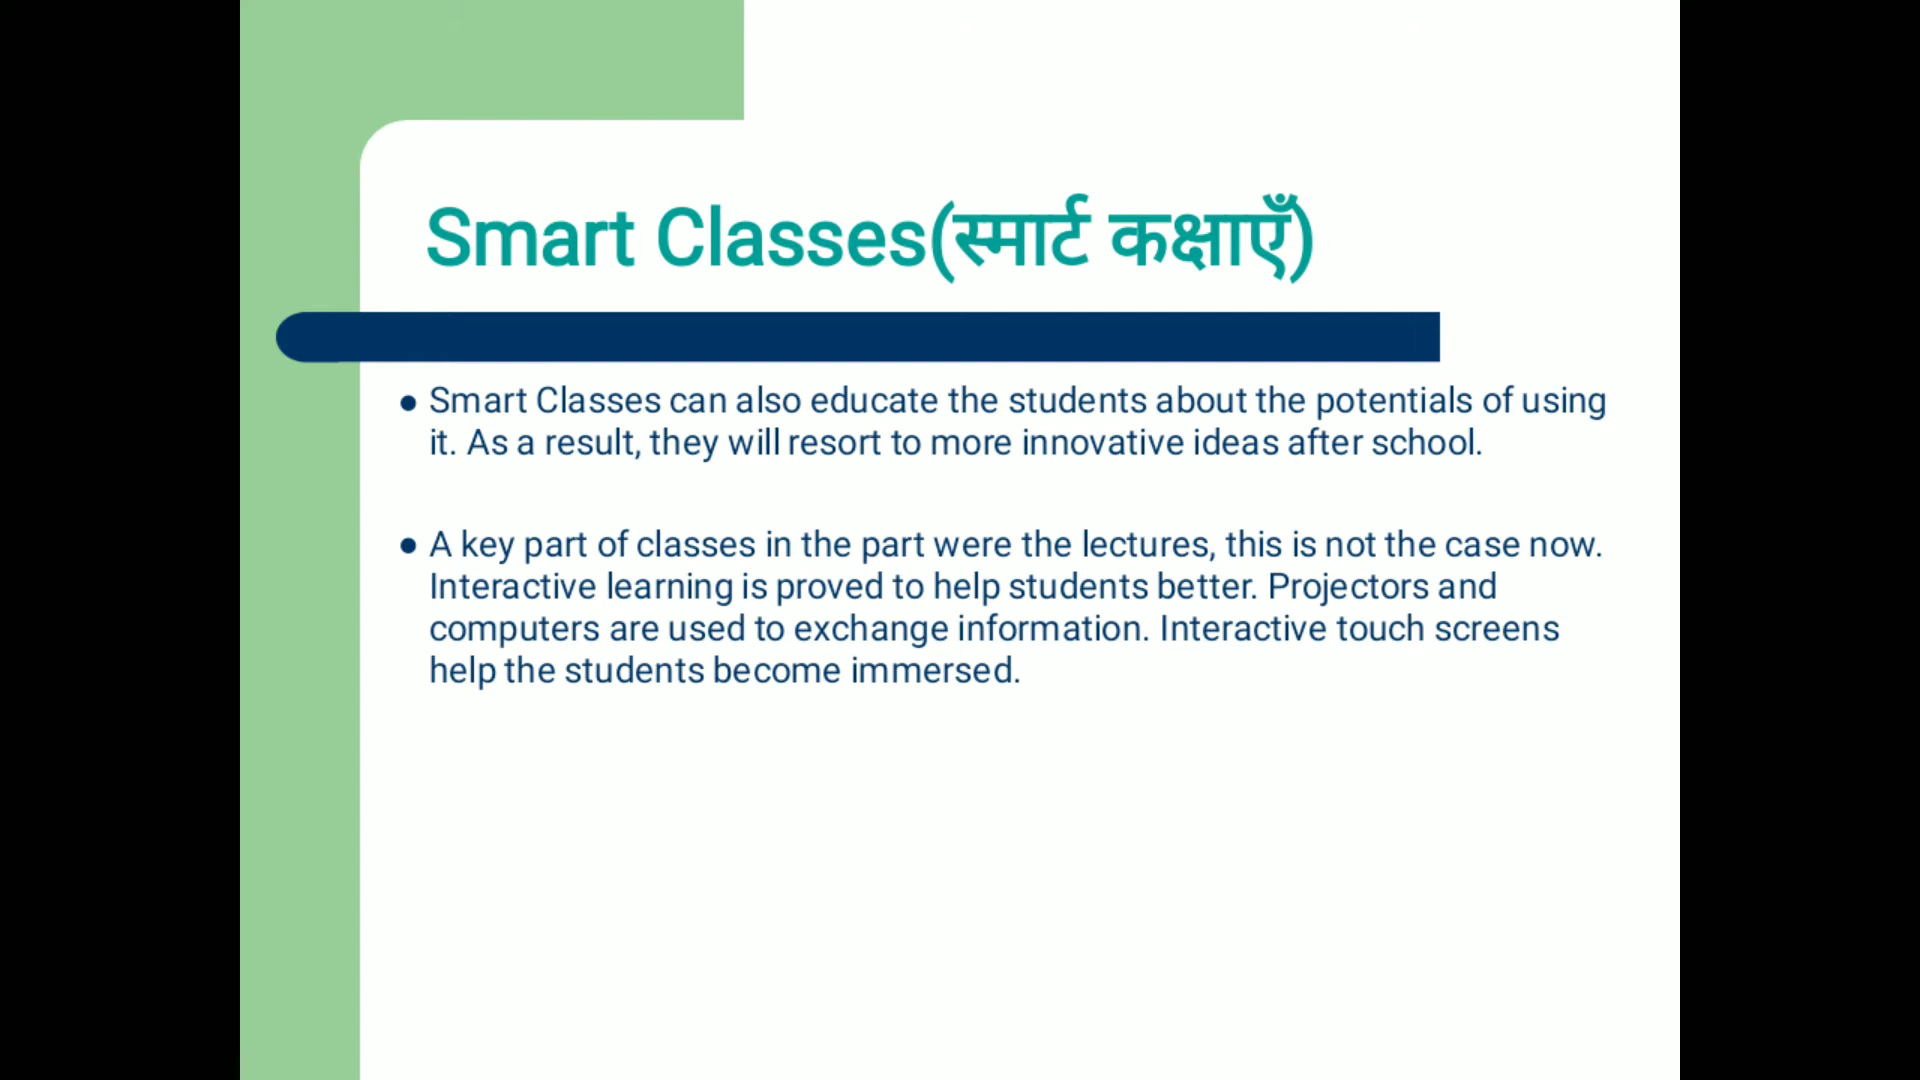 Smart Classes(स्मार्ट कक्षाएँ)
● Smart Classes can also educate the students about the potentials of using
it. As a result, they will resort to more innovative ideas after school.
● A key part of classes in the part were the lectures, this is not the case now.
Interactive learning is proved to help students better. Projectors and
computers are used to exchange information. Interactive touch screens
help the students become immersed.